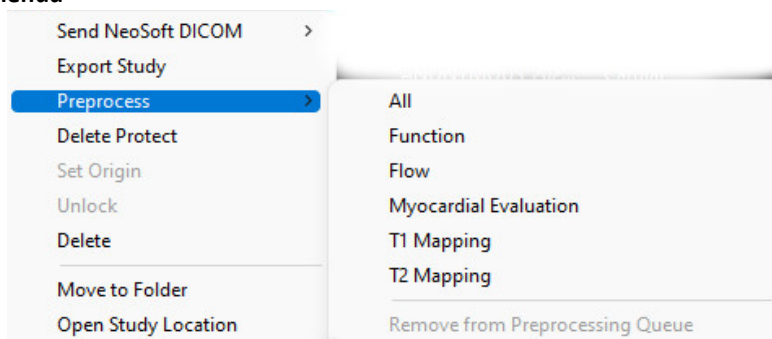 Send NeoSoft DICOM >
Export Study
Preprocess >
Delete Protect
Set Origin
Unlock
Delete
Move to Folder
Open Study Location
All
Function
Flow
Myocardial Evaluation
T1 Mapping
T2 Mapping
Remove from Preprocessing Queue